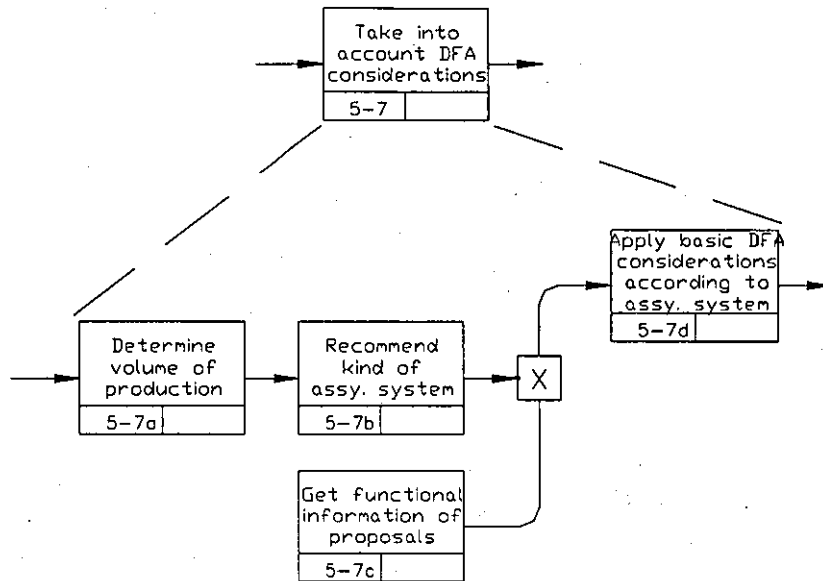 Take into
account DFA
considerations
5-7
Apply basic DFA
considerations
according to
assy. system
5-7d
Determine
volume of
production
5-7a
Recommend
kind of
assy. system
5-7b
X
Get functional
information of
proposals
5-7c